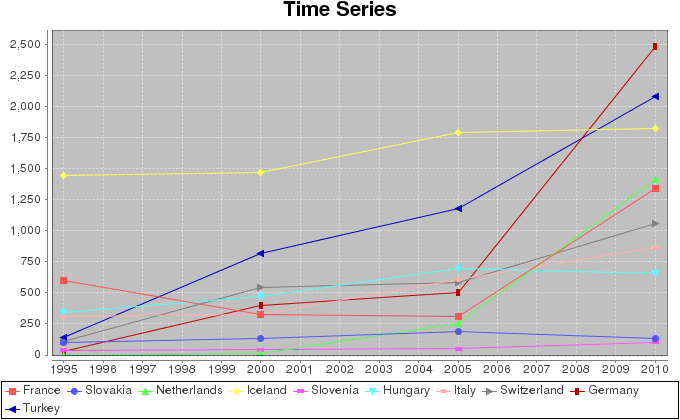 Time Series
2,500
2,250
2,000
1,750
1,500
1,250
1,000
750
500
250
0
1995 1996 1997 1998 1999 2000 2001 2002 2003 2004 2005 2006 2007 2008 2009 2010
France Slovakia Netherlands Iceland Slovenia Hungary Italy Switzerland Germany
Turkey